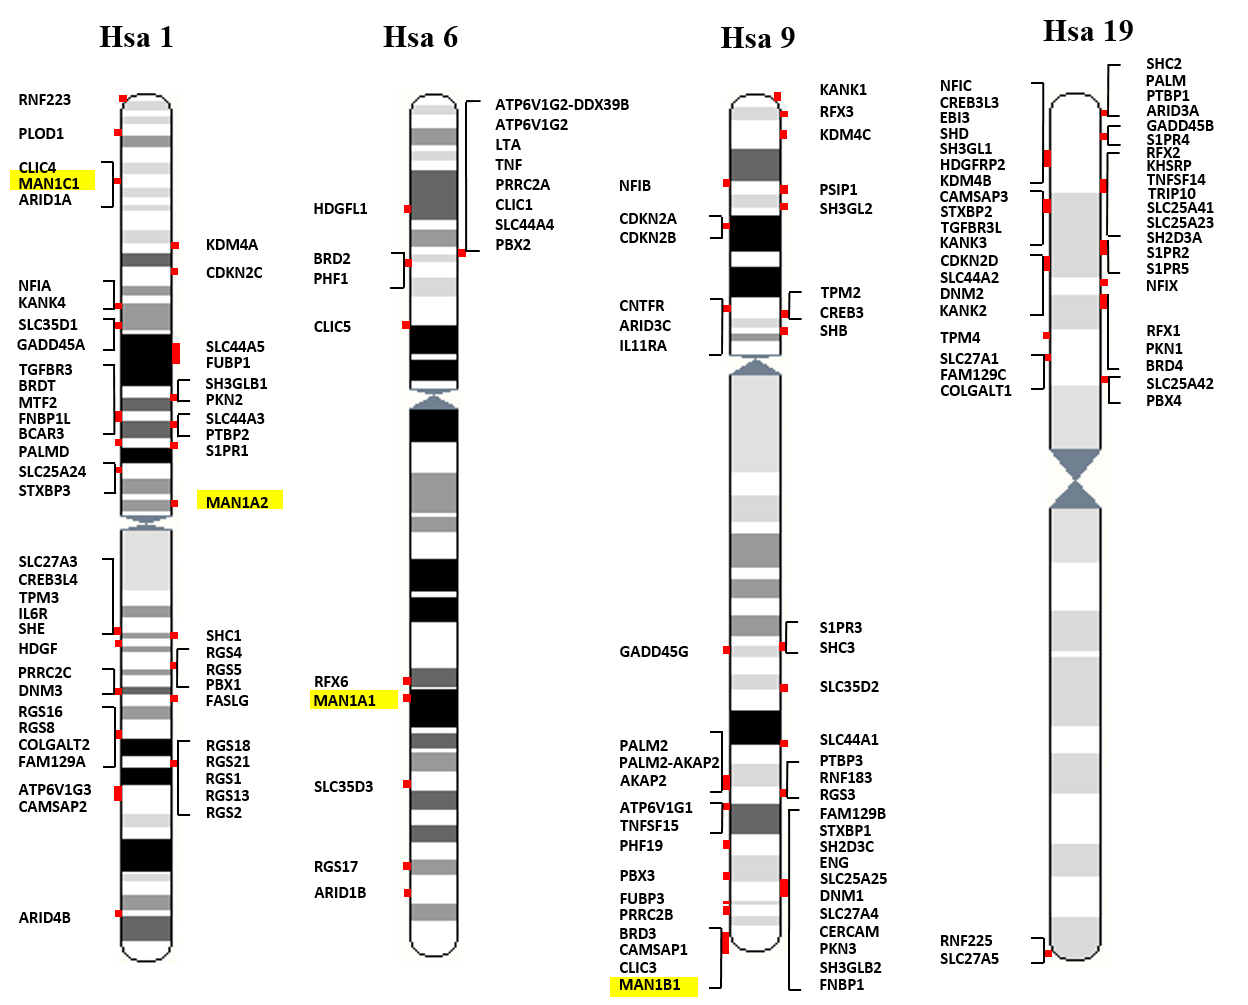 Hsa 1
RNF223
PLOD1
CLIC4
MAN1C1
ARID1A
NFIA
KANK4
SLC35D1
GADD45A
TGFBR3
BRDT
MTF2
FNBP1L
BCAR3
PALMD
SLC25A24
STXBP3
SLC27A3
CREB3L4
TPM3
IL6R
SHE
HDGF
PRRC2C
DNM3
RGS16
RGS8
COLGALT2
FAM129A
ATP6V1G3
CAMSAP2
ARID4B
KDM4A
CDKN2C
SLC44A5
FUBP1
SH3GLB1
PKN2
SLC44A3
PTBP2
S1PR1
MAN1A2
SHC1
RGS4
RGS5
PBX1
FASLG
RGS18
RGS21
RGS1
RGS13
RGS2
Hsa 6
HDGFL1
BRD2
PHF1
CLIC5
RFX6
MAN1A1
SLC35D3
RGS17
ARID1B
ATP6V1G2-DDX39B
ATP6V1G2
LTA
TNF
PRRC2A
CLIC1
SLC44A4
PBX2
Hsa 9
NFIB
CDKN2A
CDKN2B
CNTFR
ARID3C
IL11RA
GADD45G
PALM2
PALM2-AKAP2
AKAP2
ATP6V1G1
TNFSF15
PHF19
PBX3
FUBP3
PRRC2B
BRD3
CAMSAP1
CLIC3
MAN1B1
KANK1
RFX3
KDM4C
PSIP1
SH3GL2
TPM2
CREB3
SHB
S1PR3
SHC3
SLC35D2
SLC44A1
PTBP3
RNF183
RGS3
FAM129B
STXBP1
SH2D3C
ENG
SLC25A25
DNM1
SLC27A4
CERCAM
PKN3
SH3GLB2
FNBP1
Hsa 19
NFIC
CREB3L3
EBI3
SHD
SH3GL1
HDGFRP2
KDM4B
CAMSAP3
STXBP2
TGFBR3L
KANK3
CDKN2D
SLC44A2
DNM2
KANK2
TPM4
SLC27A1
FAM129C
COLGALT1
RNF225
SLC27A5
SHC2
PALM
PTBP1
ARID3A
GADD45B
S1PR4
RFX2
KHSRP
TNFSF14
TRIP10
SLC25A41
SLC25A23
SH2D3A
S1PR2
S1PR5
NFIX
RFX1
PKN1
BRD4
SLC25A42
PBX4